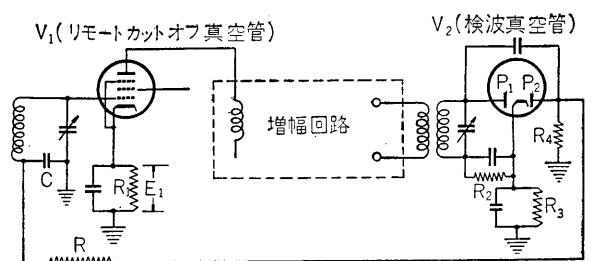 V₁(リモートカットオフ真空管)
V₂(検波真空管)
P₁
P₂
増幅回路
R₄
C
R₁
E₁
R₂
R₃
R